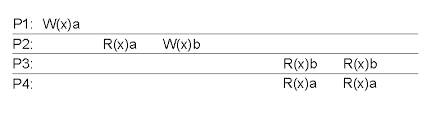 P1: W(x)a
P2: R(x)a W(x)b
P3: R(x)b R(x)b
P4: R(x)a R(x)a